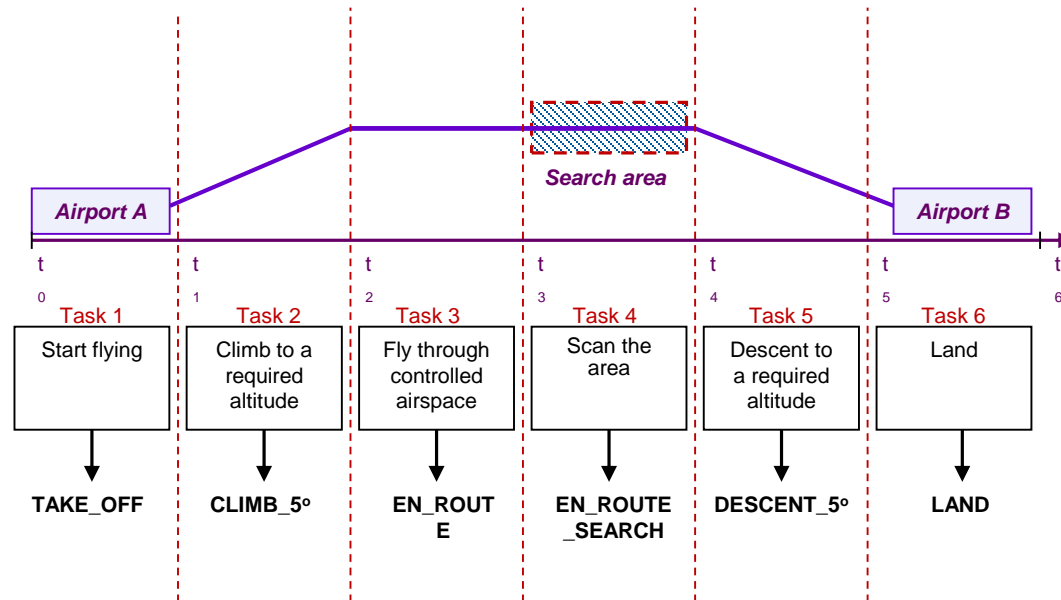 Search area
Airport A
Airport B
t t t t t t t
0 1 2 3 4 5 6
Task 1 Task 2 Task 3 Task 4 Task 5 Task 6
Start flying
Climb to a
required
altitude
Fly through
controlled
airspace
Scan the
area
Descent to
a required
altitude
Land
TAKE_OFF
CLIMB_5º
EN_ROUT
E
EN_ROUTE
_SEARCH
DESCENT_5º
LAND